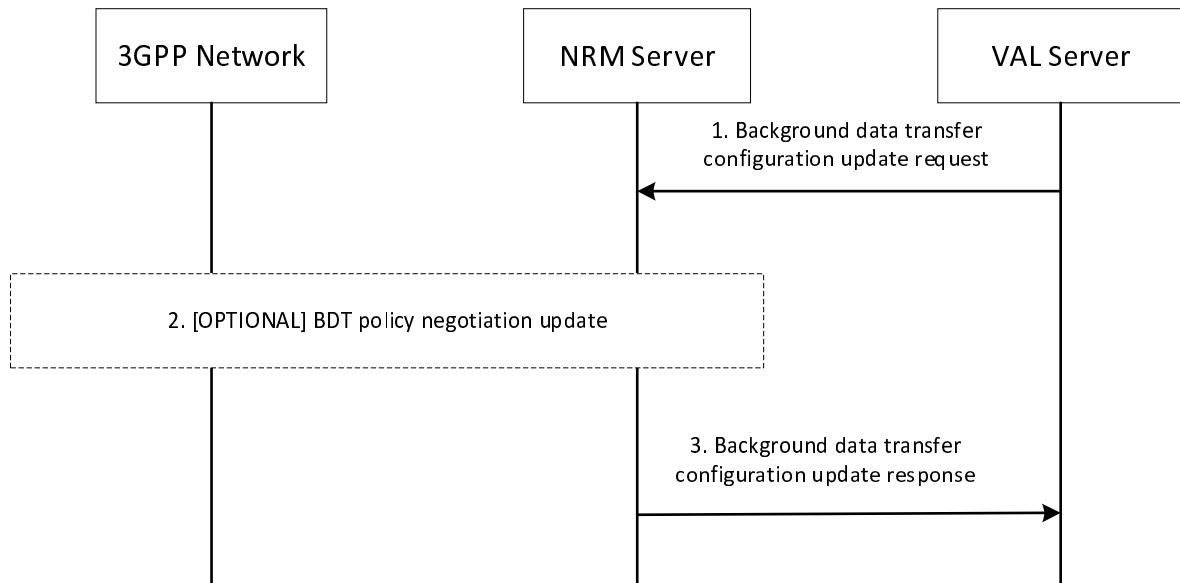 3GPP Network
NRM Server
VAL Server
1. Background data transfer
configuration update request
2. [OPTIONAL] BDT policy negotiation update
3. Background data transfer
configuration update response